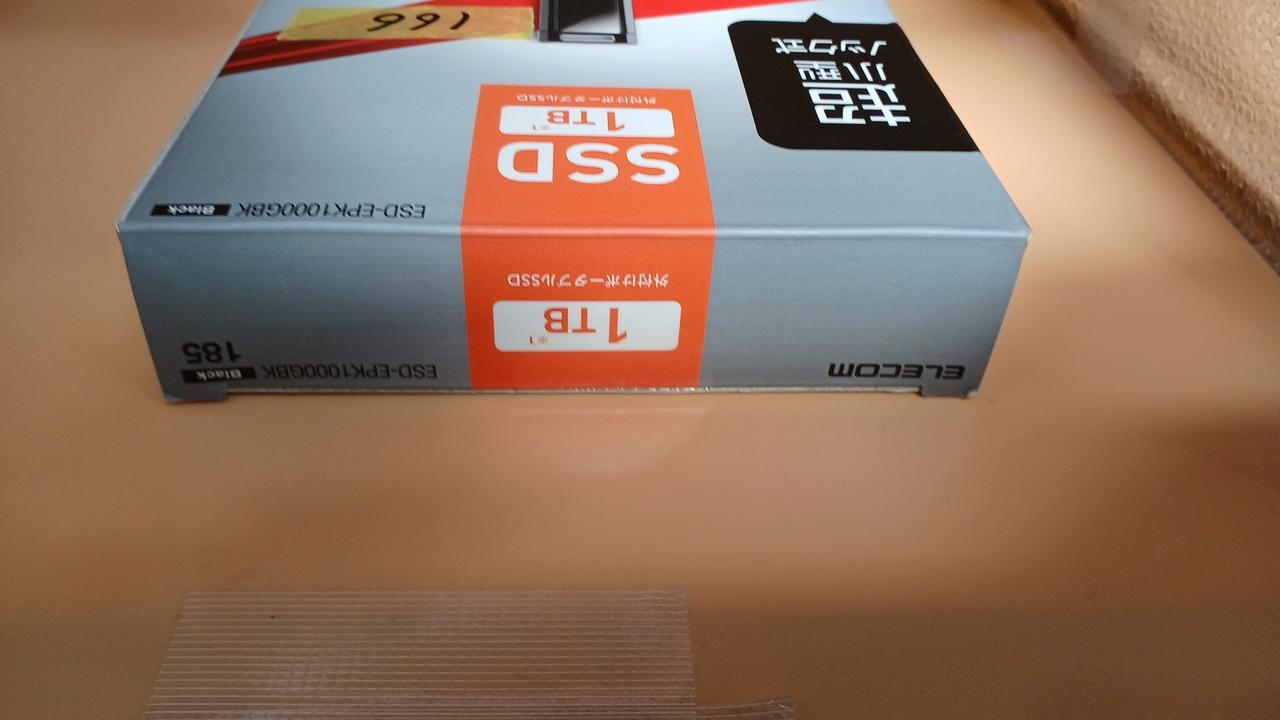 ELECOM
ESD-EPK1000GBK Black
185
1TB※1
外付けポータブルSSD
SSD
1TB※1
外付けポータブルSSD
ESD-EPK1000GBK Black
超小型
ノック式
166